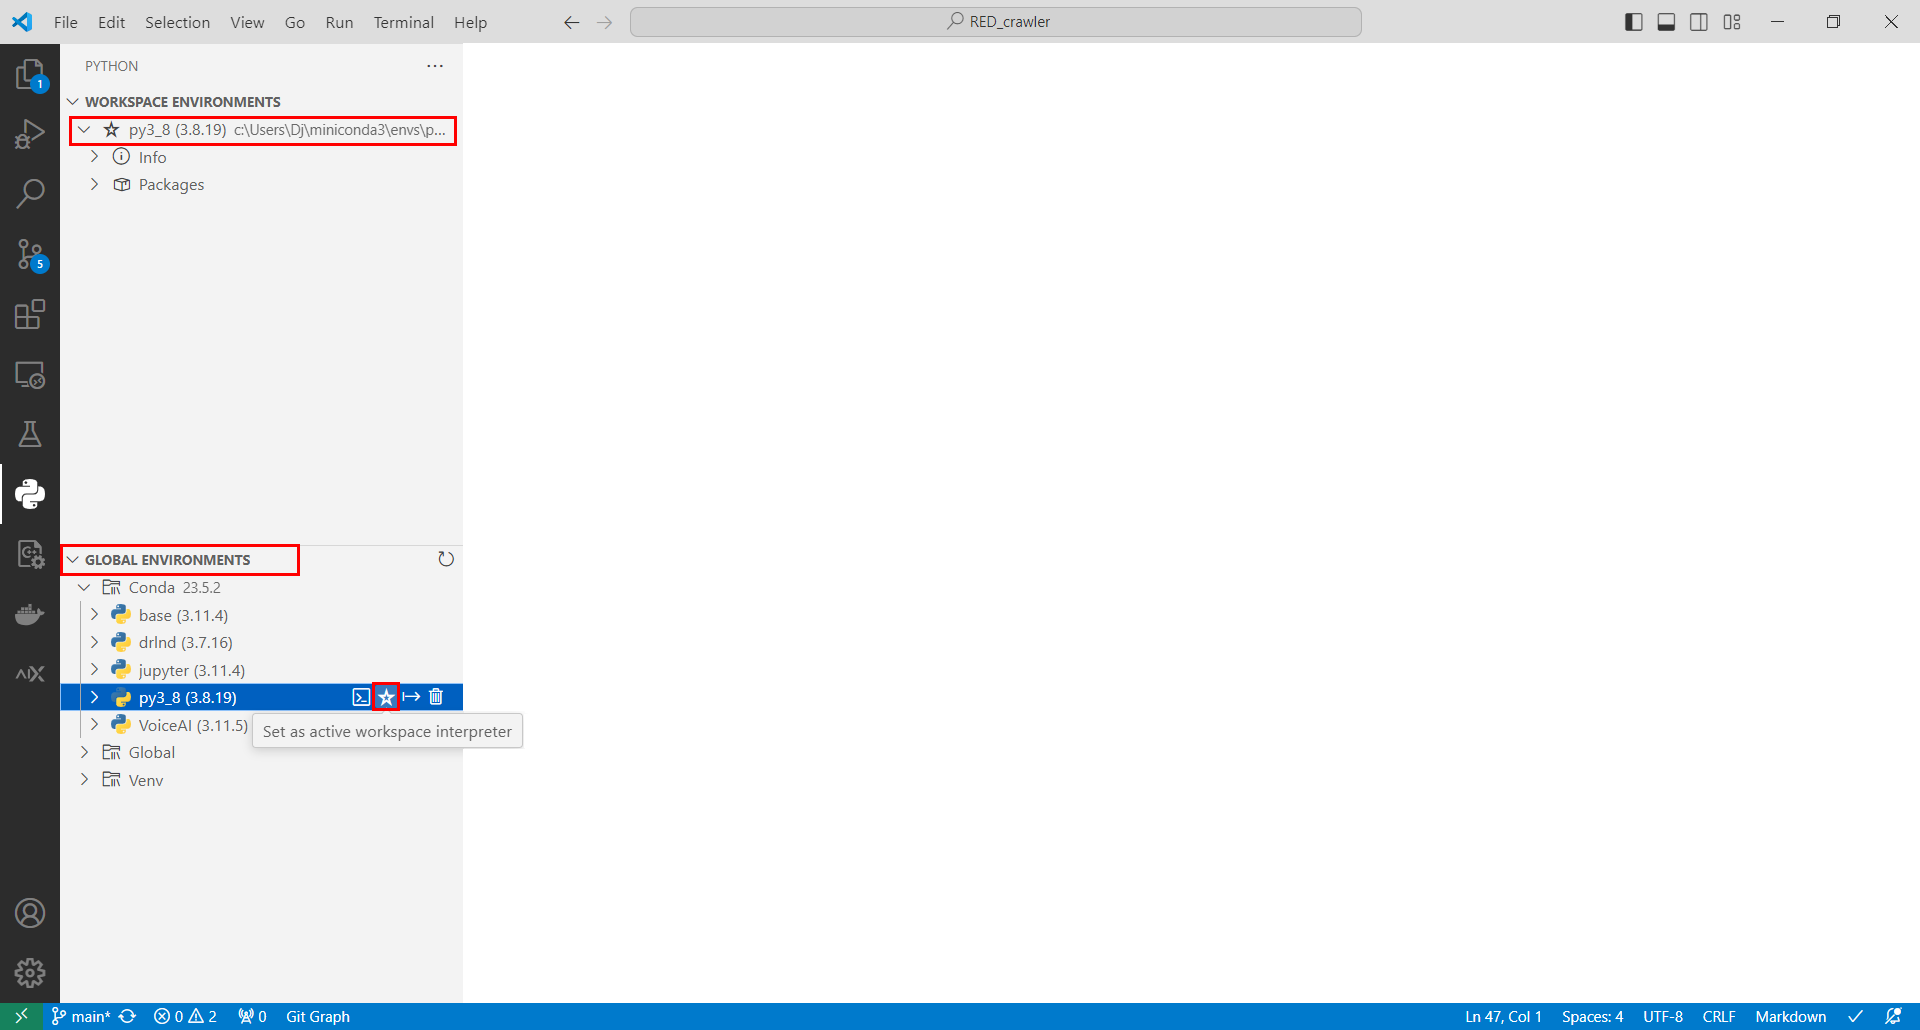 File Edit Selection View Go Run Terminal Help
RED_crawler
PYTHON
WORKSPACE ENVIRONMENTS
py3_8 (3.8.19) c:\Users\Dj\miniconda3\envs\p...
Info
Packages
GLOBAL ENVIRONMENTS
Conda 23.5.2
base (3.11.4)
drlnd (3.7.16)
jupyter (3.11.4)
py3_8 (3.8.19)
VoiceAI (3.11.5)
Set as active workspace interpreter
Global
Venv
1
5
main* 0 2 0 Git Graph
Ln 47, Col 1 Spaces: 4 UTF-8 CRLF Markdown